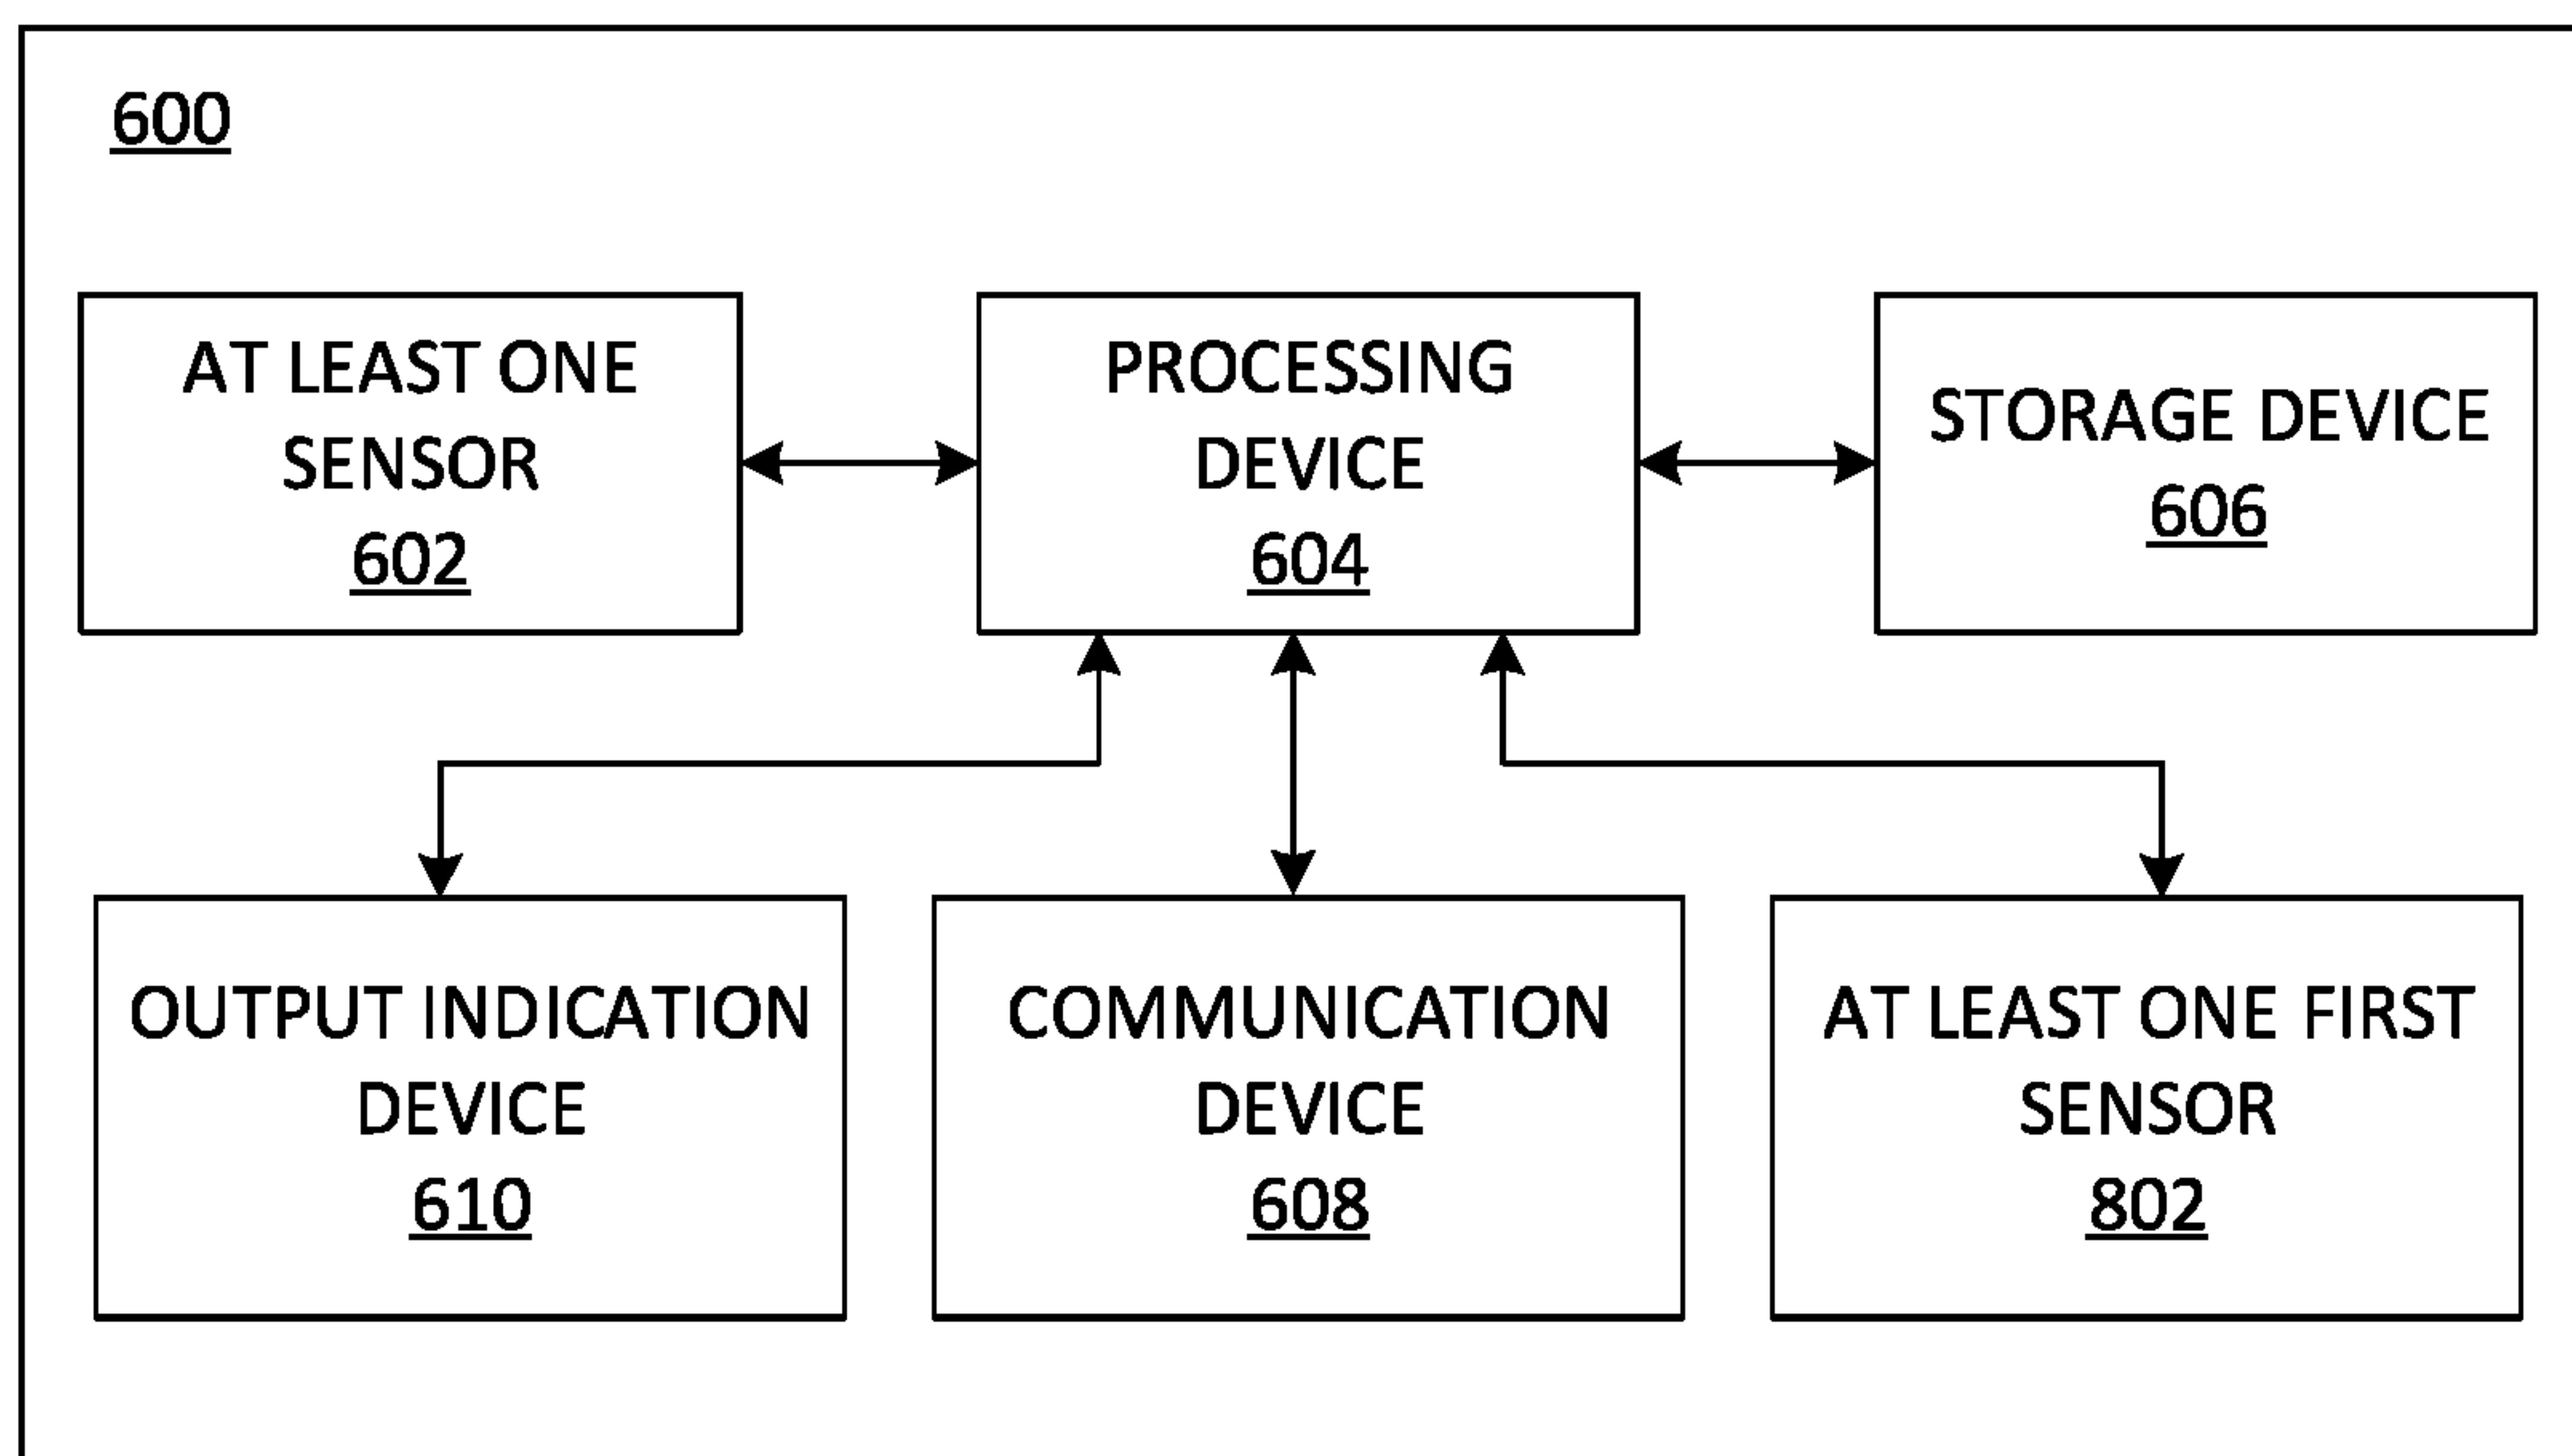 600
AT LEAST ONE
SENSOR
602
PROCESSING
DEVICE
604
STORAGE DEVICE
606
OUTPUT INDICATION
DEVICE
610
COMMUNICATION
DEVICE
608
AT LEAST ONE FIRST
SENSOR
802